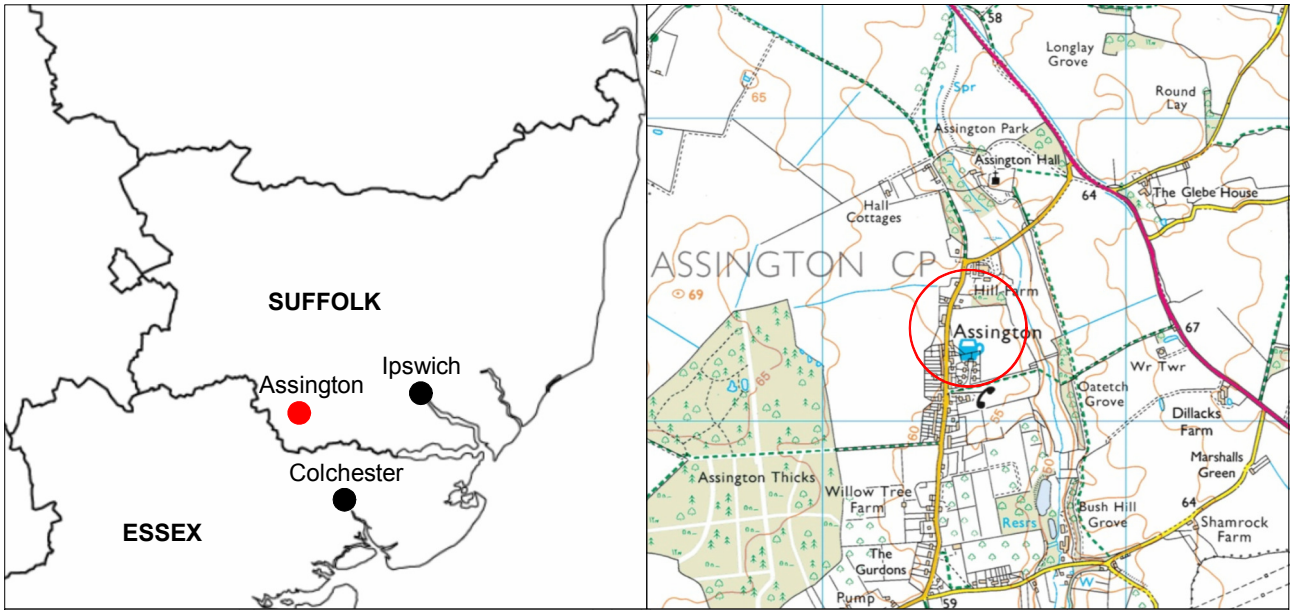 SUFFOLK
Ipswich
Assington
Colchester
ESSEX
58
Longlay
Grove
65
Spr
Round
Lay
Assington Park
Assington Hall
The Glebe House
64
Hall
Cottages
ASSINGTON CP
69
Hill Farm
Assington
67
Wr Twr
65
Oatetch
Grove
Dillacks
Farm
55
60
Marshalls
Green
60
Assington Thicks
Willow Tree
Farm
Bush Hill
Grove
64
Resrs
Shamrock
Farm
The
Gurdons
W
Pump
59